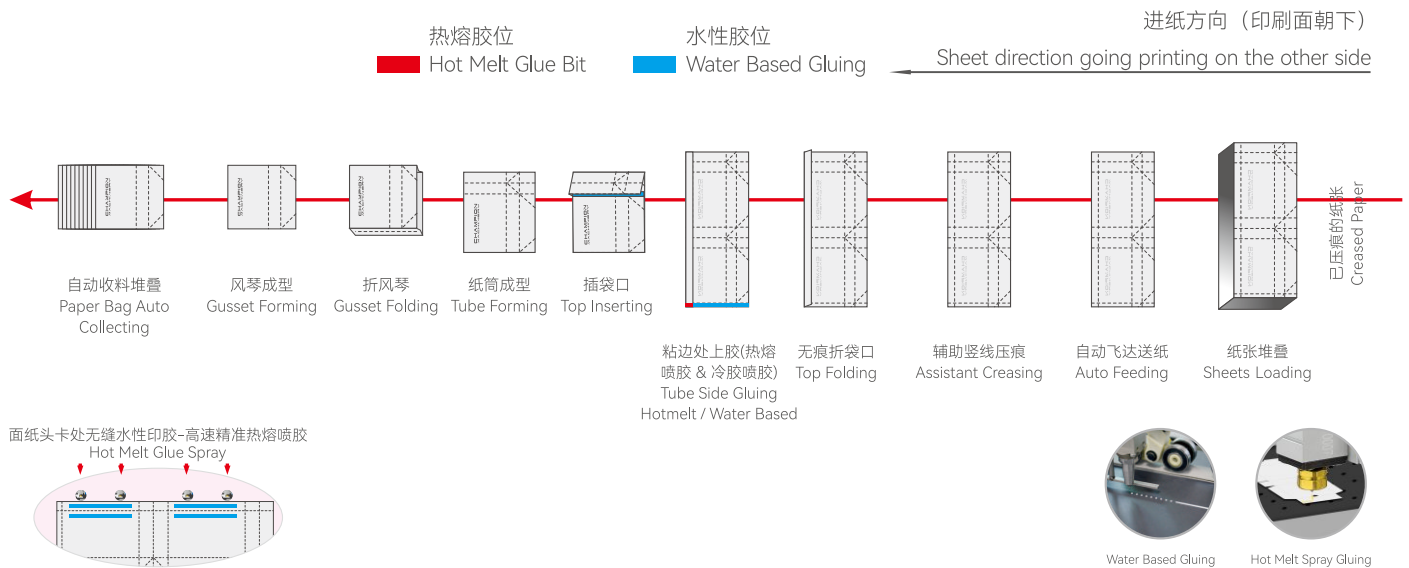 进纸方向（印刷面朝下）
Sheet direction going printing on the other side
热熔胶位
Hot Melt Glue Bit
水性胶位
Water Based Gluing
已压痕的纸张
Creased Paper
自动收料堆叠
Paper Bag Auto
Collecting
风琴成型
Gusset Forming
折风琴
Gusset Folding
纸筒成型
Tube Forming
插袋口
Top Inserting
粘边处上胶(热熔
喷胶 & 冷胶喷胶)
Tube Side Gluing
Hotmelt / Water Based
无痕折袋口
Top Folding
辅助竖线压痕
Assistant Creasing
自动飞达送纸
Auto Feeding
纸张堆叠
Sheets Loading
CHAMPION
CHAMPION
CHAMPION
CHAMPION
CHAMPION
面纸头卡处无缝水性印胶-高速精准热熔喷胶
Hot Melt Glue Spray
Water Based Gluing
Hot Melt Spray Gluing